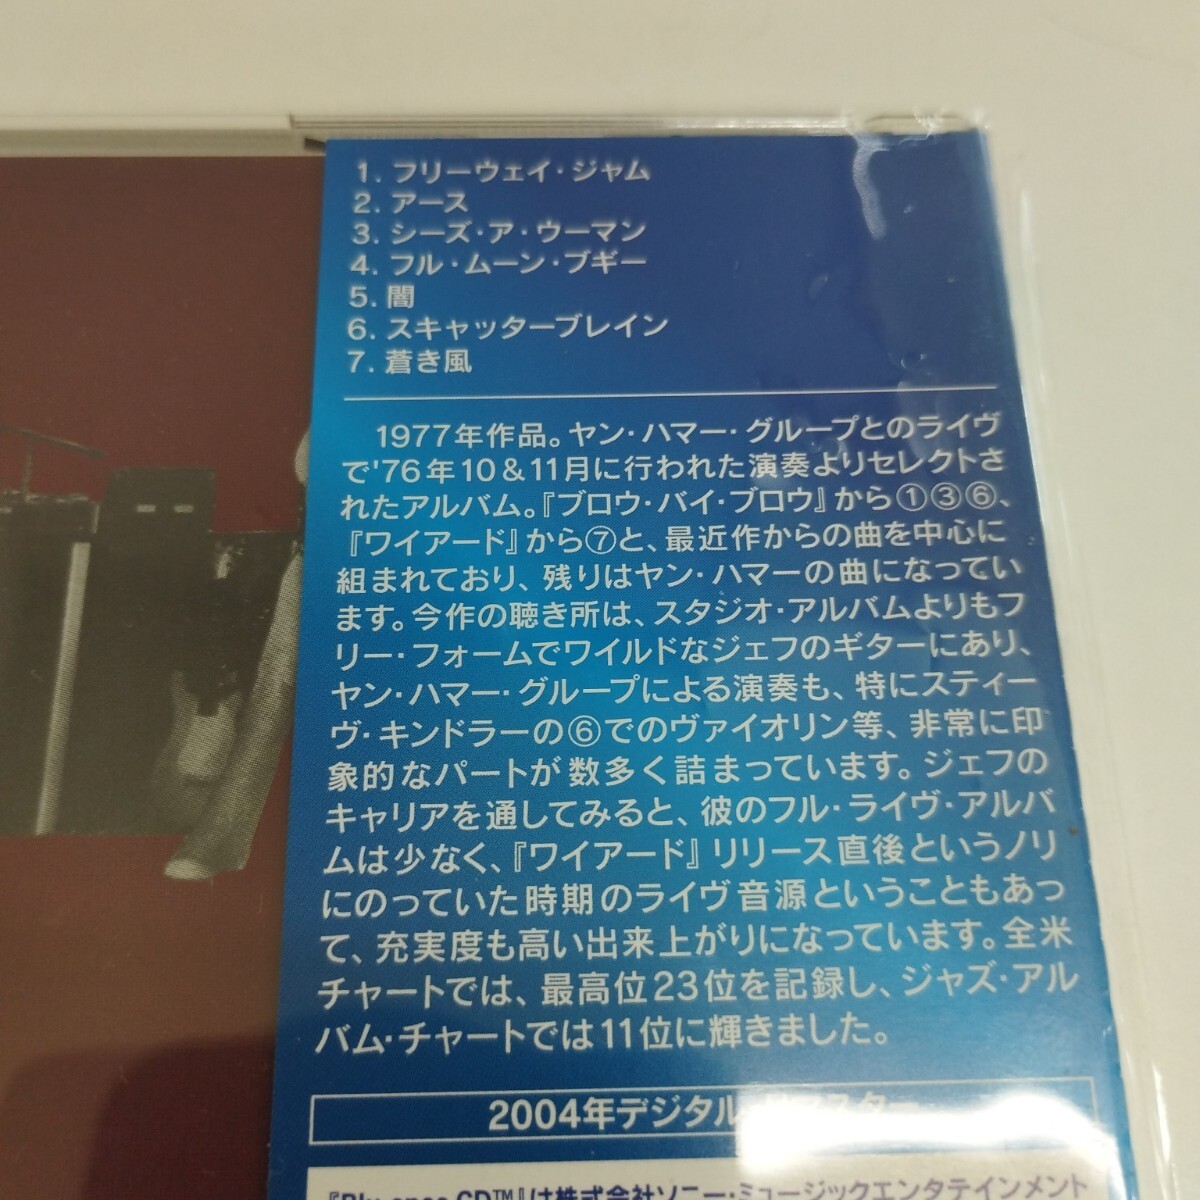 1. フリーウェイ・ジャム
2. アース
3. シーズ・ア・ウーマン
4. フル・ムーン・ブギー
5. 闇
6. スキャッターブレイン
7. 蒼き風
1977年作品。ヤン・ハマー・グループとのライヴ
で'76年10&11月に行われた演奏よりセレクトさ
れたアルバム。『ブロウ・バイ・ブロウ』から①③⑥、
『ワイアード』から⑦と、最近作からの曲を中心に
組まれており、残りはヤン・ハマーの曲になってい
ます。今作の聴き所は、スタジオ・アルバムよりもフ
リー・フォームでワイルドなジェフのギターにあり、
ヤン・ハマー・グループによる演奏も、特にスティー
ヴ・キンドラーの⑥でのヴァイオリン等、非常に印
象的なパートが数多く詰まっています。ジェフの
キャリアを通してみると、彼のフル・ライヴ・アルバ
ムは少なく、『ワイアード』リリース直後というノリ
にのっていた時期のライヴ音源ということもあっ
て、充実度も高い出来上がりになっています。全米
チャートでは、最高位23位を記録し、ジャズ・アル
バム・チャートでは11位に輝きました。
2004年デジタル・リマスター
『Blu-spec CD™』は株式会社ソニー・ミュージックエンタテインメント